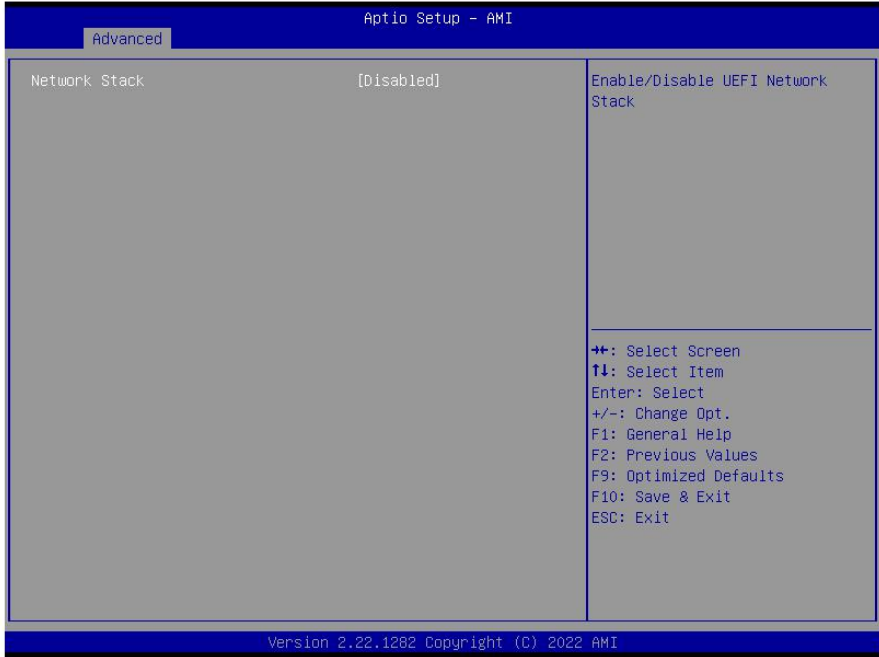 Aptio Setup – AMI
Advanced
Network Stack [Disabled]
Enable/Disable UEFI Network
Stack
→←: Select Screen
↑↓: Select Item
Enter: Select
+/-: Change Opt.
F1: General Help
F2: Previous Values
F9: Optimized Defaults
F10: Save & Exit
ESC: Exit
Version 2.22.1282 Copyright (C) 2022 AMI